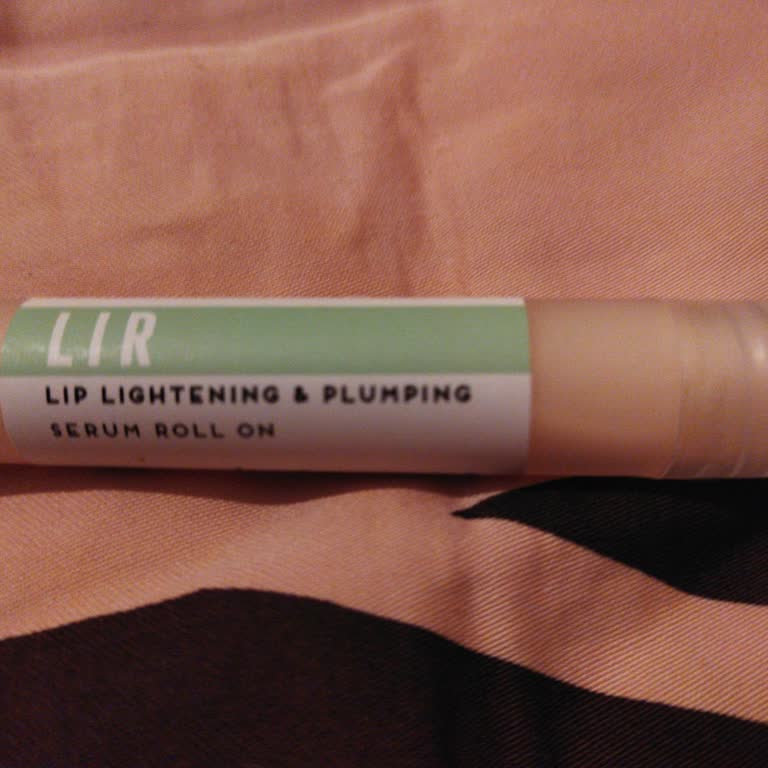 LIR
LIP LIGHTENING & PLUMPING
SERUM ROLL ON